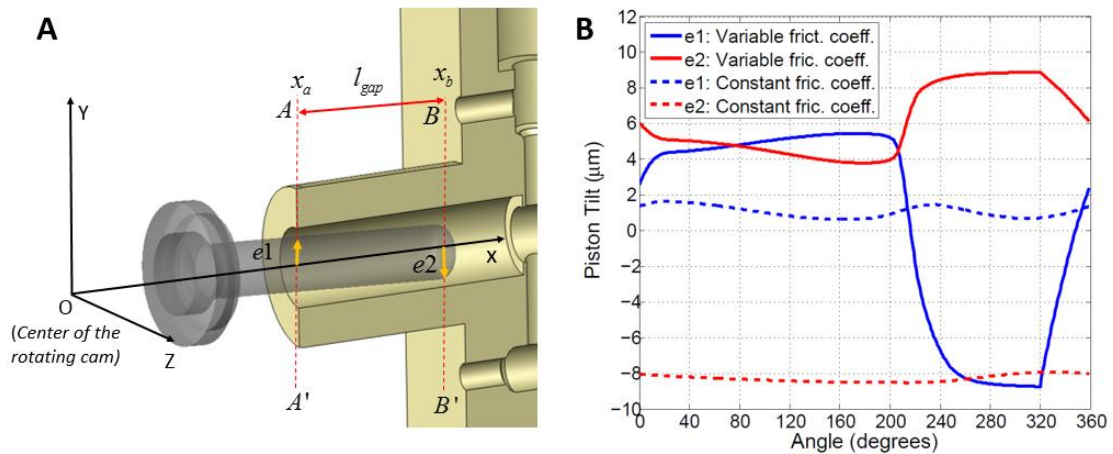 A
Y
x_a
l_gap
x_b
A
B
e1
e2
X
O
(Center of the
rotating cam)
Z
A'
B'
B
e1: Variable frict. coeff.
e2: Variable fric. coeff.
e1: Constant fric. coeff.
e2: Constant fric. coeff.
Piston Tilt (μm)
12
10
8
6
4
2
0
−2
−4
−6
−8
−10
0 40 80 120 160 200 240 280 320 360
Angle (degrees)